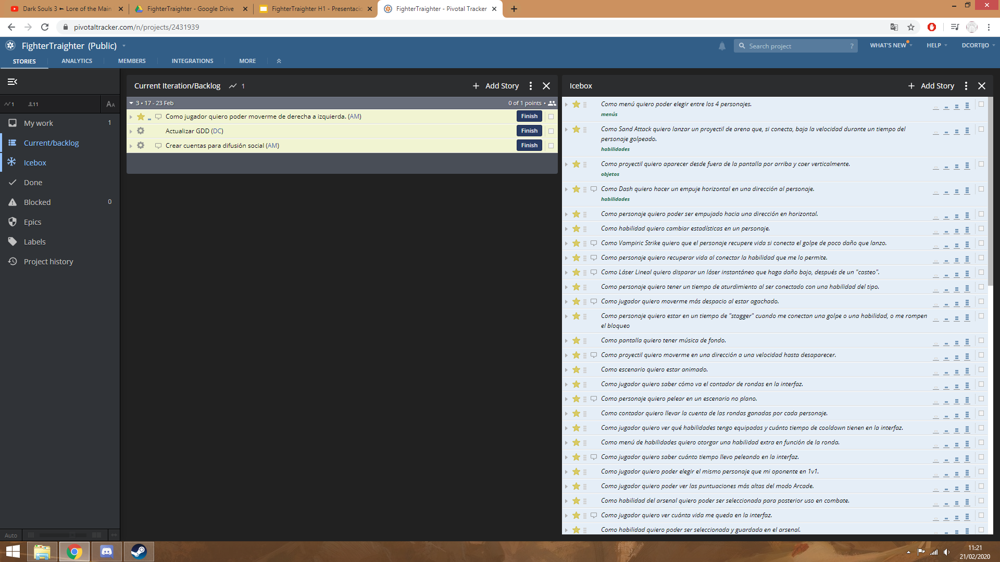 Dark Souls 3 ► Lore of the Main
FighterTraighter - Google Drive
FighterTraighter H1 - Presentació
FighterTraighter - Pivotal Tracker
pivotaltracker.com/n/projects/2431939
FighterTraighter (Public)
Search project
?
WHAT'S NEW
HELP
DCORTIJO
STORIES
ANALYTICS
MEMBERS
INTEGRATIONS
MORE
1
11
AA
My work 1
Current/backlog
Icebox
Done
Blocked 0
Epics
Labels
Project history
Auto
Current Iteration/Backlog 1
+ Add Story
3 • 17 - 23 Feb
0 of 1 points •
Como jugador quiero poder moverme de derecha a izquierda. (AM) Finish
Actualizar GDD (DC) Finish
Crear cuentas para difusión social (AM) Finish
Icebox
+ Add Story
Como menú quiero poder elegir entre los 4 personajes.
menús
Como Sand Attack quiero lanzar un proyectil de arena que, si conecta, baja la velocidad durante un tiempo del
personaje golpeado.
habilidades
Como proyectil quiero aparecer desde fuera de la pantalla por arriba y caer verticalmente.
objetos
Como Dash quiero hacer un empuje horizontal en una dirección al personaje.
habilidades
Como personaje quiero poder ser empujado hacia una dirección en horizontal.
Como habilidad quiero cambiar estadísticas en un personaje.
Como Vampiric Strike quiero que el personaje recupere vida si conecta el golpe de poco daño que lanzo.
Como personaje quiero recuperar vida al conectar la habilidad que me lo permite.
Como Láser Lineal quiero disparar un láser instantáneo que haga daño bajo, después de un "casteo".
Como personaje quiero tener un tiempo de aturdimiento al ser conectado con una habilidad del tipo.
Como jugador quiero moverme más despacio al estar agachado.
Como personaje quiero estar en un tiempo de "stagger" cuando me conectan una golpe o una habilidad, o me rompen
el bloqueo
Como pantalla quiero tener música de fondo.
Como proyectil quiero moverme en una dirección a una velocidad hasta desaparecer.
Como escenario quiero estar animado.
Como jugador quiero saber cómo va el contador de rondas en la interfaz.
Como personaje quiero pelear en un escenario no plano.
Como contador quiero llevar la cuenta de las rondas ganadas por cada personaje.
Como jugador quiero ver qué habilidades tengo equipadas y cuánto tiempo de cooldown tienen en la interfaz.
Como menú de habilidades quiero otorgar una habilidad extra en función de la ronda.
Como jugador quiero saber cuánto tiempo llevo peleando en la interfaz.
Como jugador quiero poder elegir el mismo personaje que mi oponente en 1v1.
Como jugador quiero poder ver las puntuaciones más altas del modo Arcade.
Como habilidad del arsenal quiero poder ser seleccionada para posterior uso en combate.
Como jugador quiero ver cuánta vida me queda en la interfaz.
Como habilidad quiero poder ser seleccionada y guardada en el arsenal.
11:21
21/02/2020